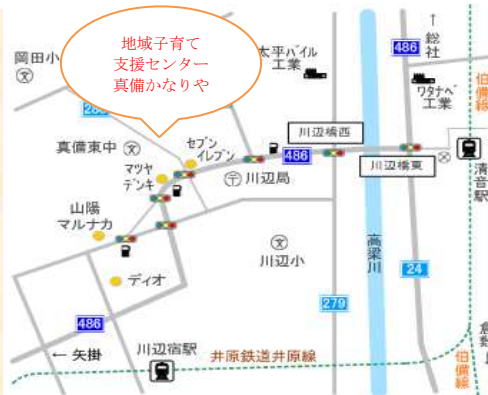 地域子育て
支援センター
真備かなりや
岡田小
太平パイル
工業
486
↑
総社
ワタナベ
工業
伯備線
川辺橋西
セブン
イレブン
真備東中
486
川辺橋東
清音駅
マツヤ
デンキ
川辺局
山陽
マルナカ
川辺小
高梁川
24
279
ディオ
486
← 矢掛
川辺宿駅
井原鉄道井原線
伯備線